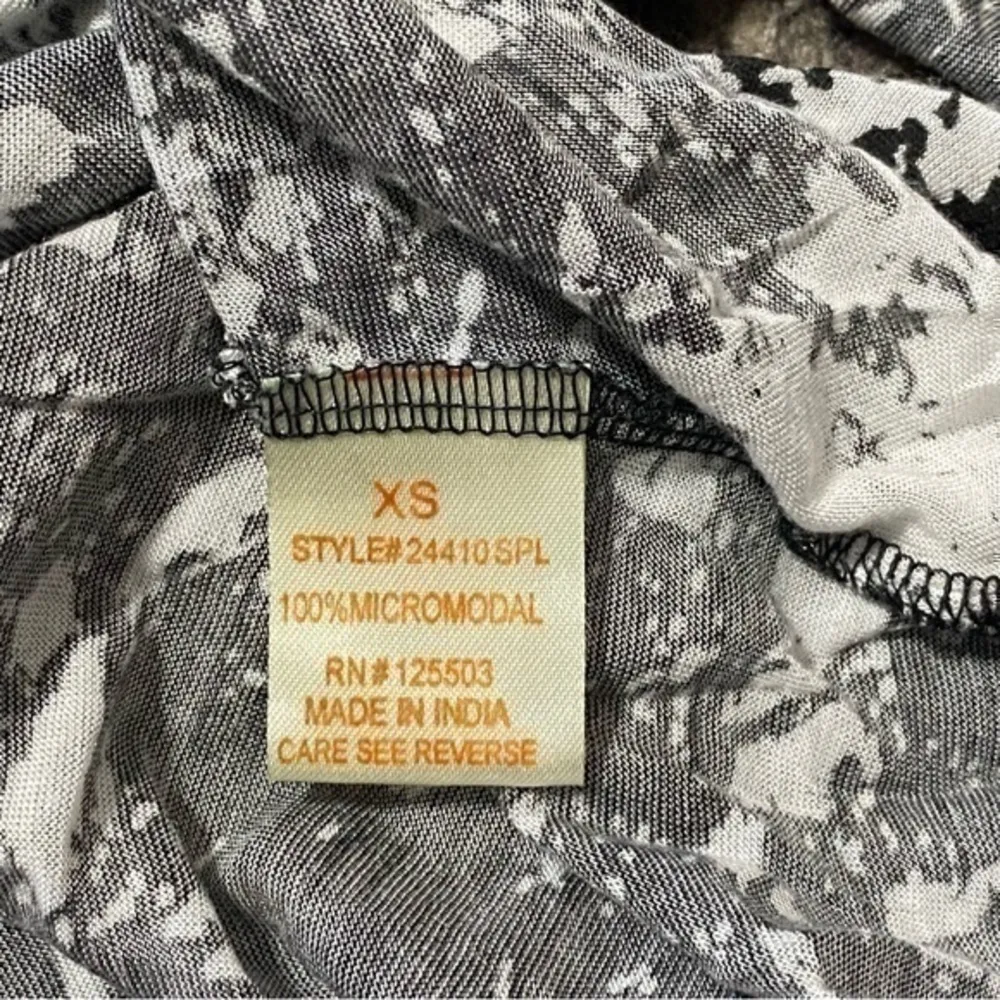 XS
STYLE#24410SPL
100%MICROMODAL
RN#125503
MADE IN INDIA
CARE SEE REVERSE